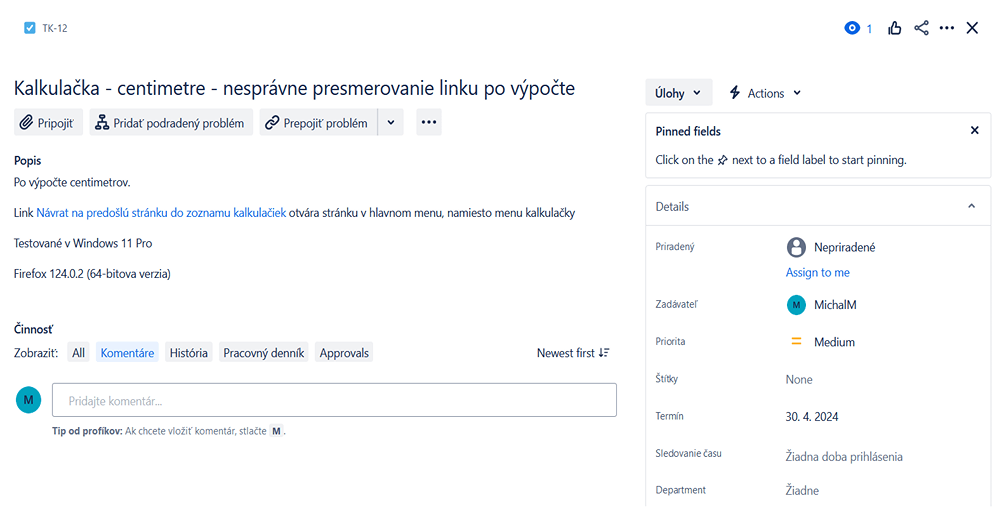 TK-12
1
Kalkulačka - centimetre - nesprávne presmerovanie linku po výpočte
Pripojiť
Pridať podradený problém
Prepojiť problém
Popis
Po výpočte centimetrov.
Link Návrat na predošlú stránku do zoznamu kalkulačiek otvára stránku v hlavnom menu, namiesto menu kalkulačky
Testované v Windows 11 Pro
Firefox 124.0.2 (64-bitova verzia)
Činnosť
Zobraziť: All Komentáre História Pracovný denník Approvals Newest first
M Pridajte komentár...
Tip od profíkov: Ak chcete vložiť komentár, stlačte M .
Úlohy Actions
Pinned fields
Click on the next to a field label to start pinning.
Details
Priradený Nepriradené
Assign to me
Zadávateľ M MichalM
Priorita Medium
Štítky None
Termín 30. 4. 2024
Sledovanie času Žiadna doba prihlásenia
Department Žiadne